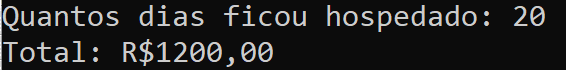 Quantos dias ficou hospedado: 20
Total: R$1200,00